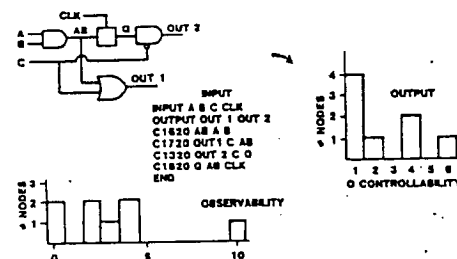 CLK
A
B
AB
Q
OUT 2
C
OUT 1
INPUT
INPUT A B C CLK
OUTPUT OUT 1 OUT 2
C1620 AB A B
C1720 OUT1 C AB
C1320 OUT 2 C Q
C1620 Q AB CLK
END
OUTPUT
# NODES
4
3
2
1
1 2 3 4 5 6
0 CONTROLLABILITY
OBSERVABILITY
# NODES
3
2
1
0 5 10